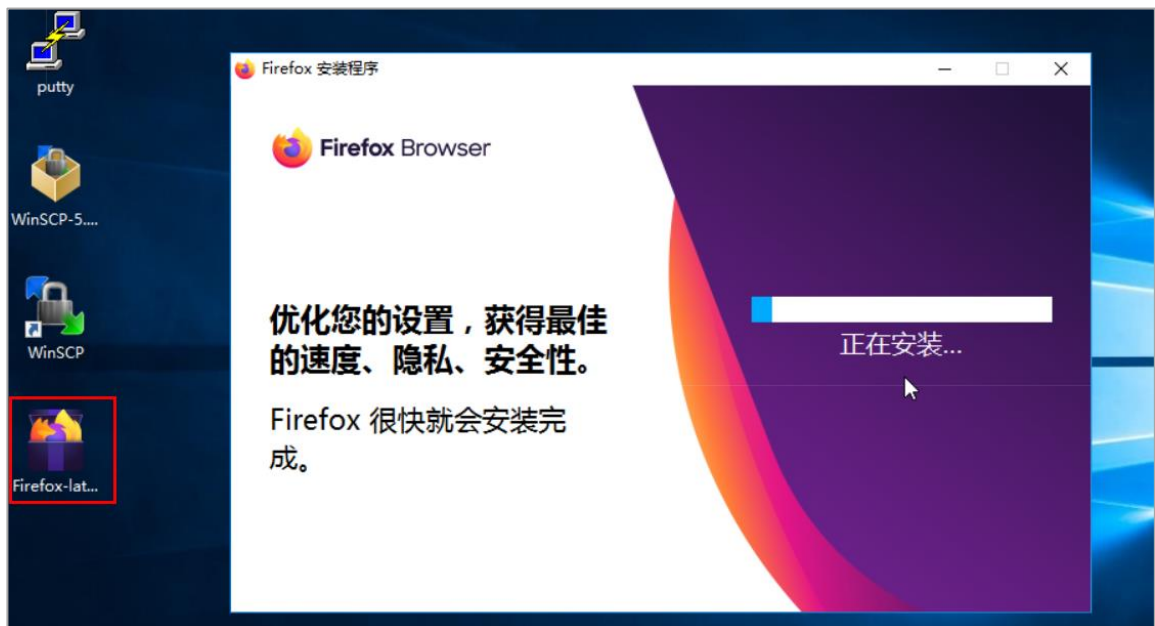 putty
WinSCP-5....
WinSCP
Firefox-lat...
Firefox 安装程序
Firefox Browser
优化您的设置，获得最佳
的速度、隐私、安全性。
Firefox 很快就会安装完
成。
正在安装...